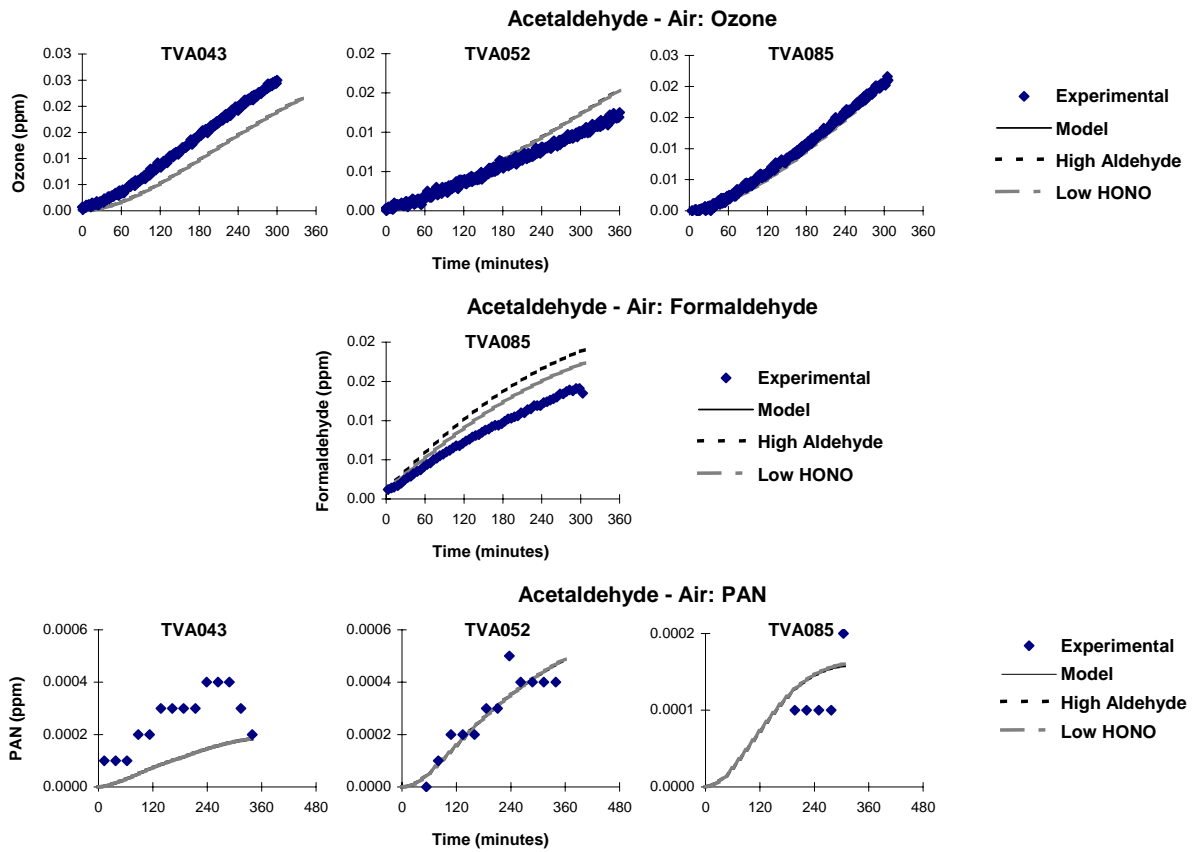 Acetaldehyde - Air: Ozone
TVA043
TVA052
TVA085
Ozone (ppm)
0.03
0.03
0.02
0.02
0.01
0.01
0.00
0 60 120 180 240 300 360
0.02
0.02
0.01
0.01
0.00
0 60 120 180 240 300 360
0.03
0.03
0.02
0.01
0.01
0.00
0 60 120 180 240 300 360
Time (minutes)
Experimental
Model
High Aldehyde
Low HONO
Acetaldehyde - Air: Formaldehyde
TVA085
Formaldehyde (ppm)
0.02
0.02
0.01
0.01
0.00
0 60 120 180 240 300 360
Time (minutes)
Experimental
Model
High Aldehyde
Low HONO
Acetaldehyde - Air: PAN
TVA043
TVA052
TVA085
PAN (ppm)
0.0006
0.0004
0.0002
0.0000
0 120 240 360 480
0.0006
0.0004
0.0002
0.0000
0 120 240 360 480
0.0002
0.0001
0.0000
0 120 240 360 480
Time (minutes)
Experimental
Model
High Aldehyde
Low HONO